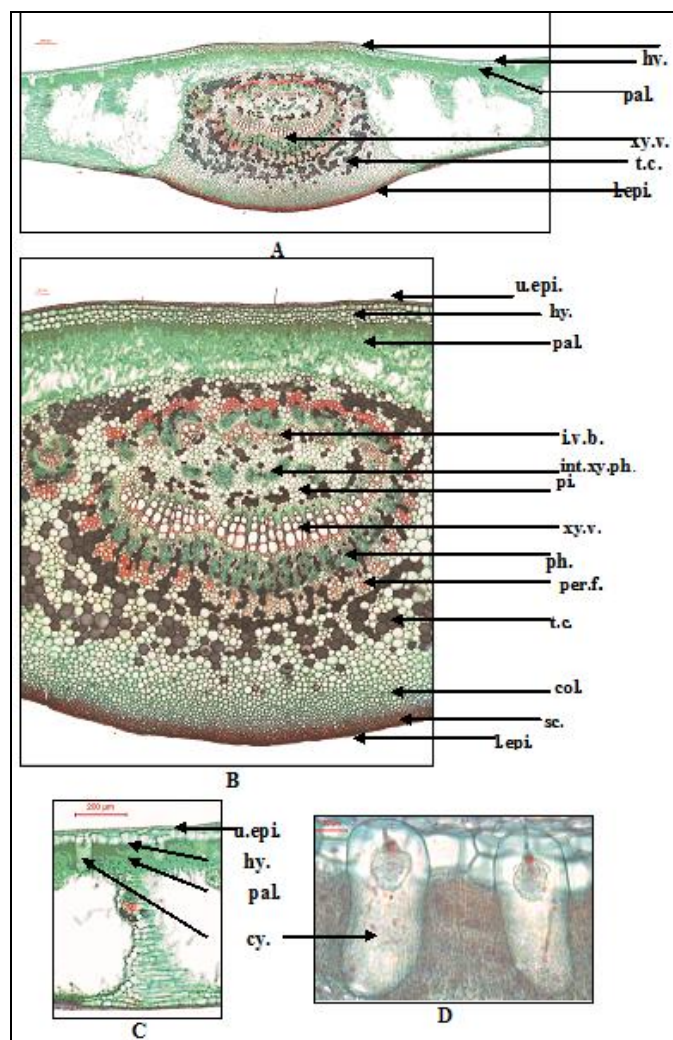 hy.
pal.
xy.v.
t.c.
l.epi.
A
u.epi.
hy.
pal.
i.v.b.
int.xy.ph.
pi.
xy.v.
ph.
per.f.
t.c.
col.
sc.
l.epi.
B
200 µm
u.epi.
hy.
pal.
cy.
C
D